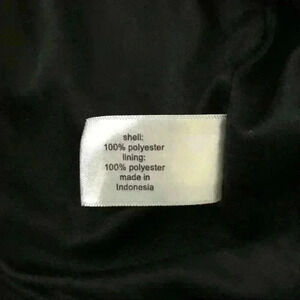 shell:
100% polyester
lining:
100% polyester
made in
Indonesia